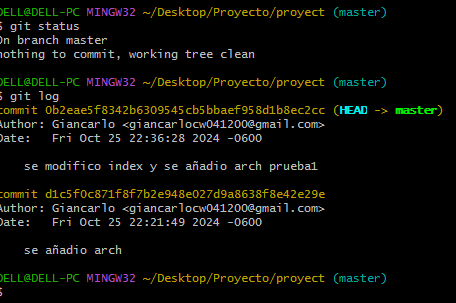 DELL@DELL-PC MINGW32 ~/Desktop/Proyecto/proyect (master)
$ git status
On branch master
nothing to commit, working tree clean
DELL@DELL-PC MINGW32 ~/Desktop/Proyecto/proyect (master)
$ git log
commit 0b2eae5f8342b6309545cb5bbaef958d1b8ec2cc (HEAD -> master)
Author: Giancarlo <giancarlocw041200@gmail.com>
Date:   Fri Oct 25 22:36:28 2024 -0600
    se modifico index y se añadio arch prueba1
commit d1c5f0c871f8f7b2e948e027d9a8638f8e42e29e
Author: Giancarlo <giancarlocw041200@gmail.com>
Date:   Fri Oct 25 22:21:49 2024 -0600
    se añadio arch
DELL@DELL-PC MINGW32 ~/Desktop/Proyecto/proyect (master)
$